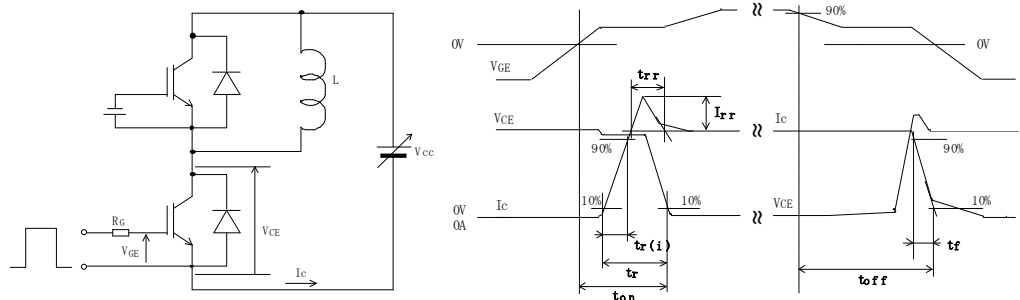 L
Vcc
RG
VGE
VCE
Ic
0V
VGE
90%
0V
trr
Irr
VCE
Ic
90%
90%
10%
10%
VCE
10%
0V
0A
Ic
tr(i)
tr
ton
tf
toff